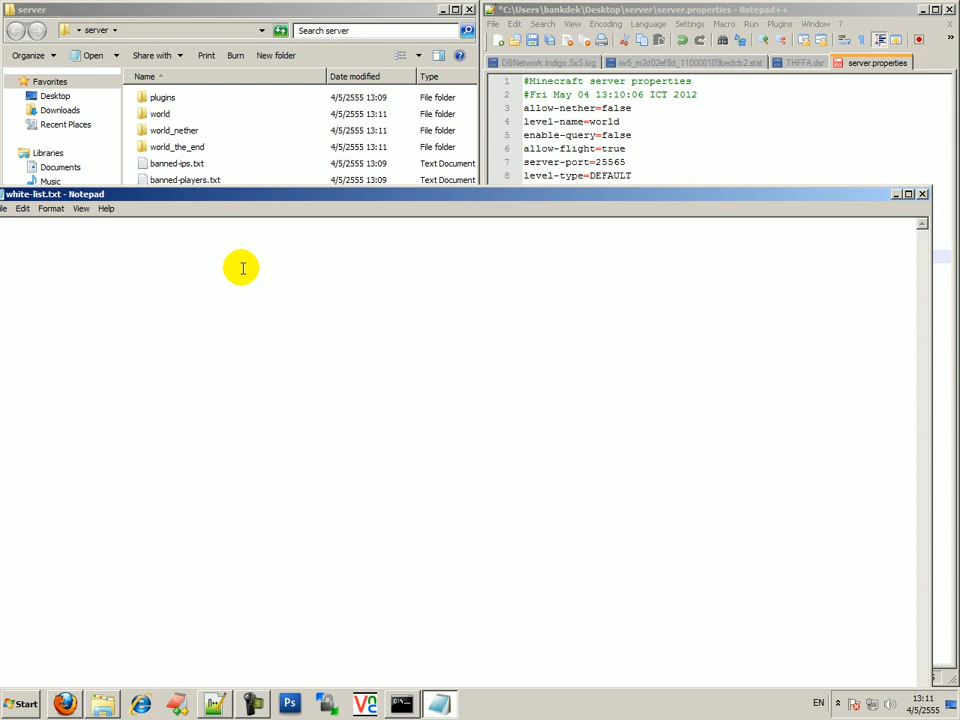 server
server
Search server
Organize
Open
Share with
Print
Burn
New folder
Favorites
Desktop
Downloads
Recent Places
Libraries
Documents
Music
Name
Date modified
Type
plugins 4/5/2555 13:09 File folder
world 4/5/2555 13:11 File folder
world_nether 4/5/2555 13:11 File folder
world_the_end 4/5/2555 13:11 File folder
banned-ips.txt 4/5/2555 13:09 Text Document
banned-players.txt 4/5/2555 13:09 Text Document
*C:\Users\bankdek\Desktop\server\server.properties - Notepad++
File Edit Search View Encoding Language Settings Macro Run Plugins Window ? X
DBNetwork.Indigo.SxS.log
THFFA.dsr
server.properties
1 #Minecraft server properties
2 #Fri May 04 13:10:06 ICT 2012
3 allow-nether=false
4 level-name=world
5 enable-query=false
6 allow-flight=true
7 server-port=25565
8 level-type=DEFAULT
white-list.txt - Notepad
Edit Format View Help
Start
Ps
EN
13:11
4/5/2555